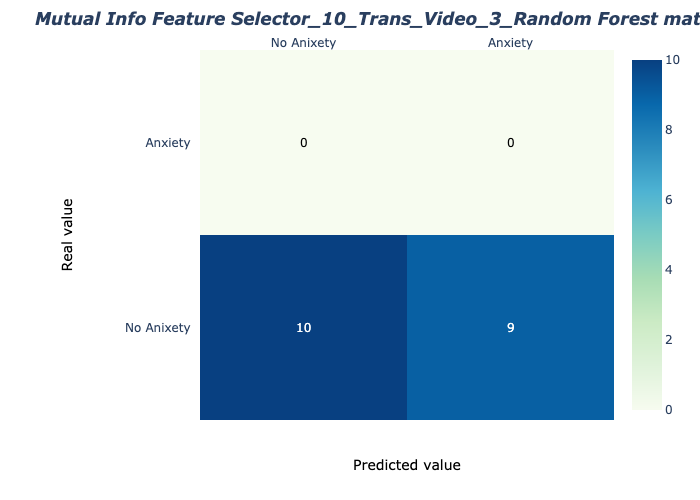 Mutual Info Feature Selector_10_Trans_Video_3_Random Forest mat
No Anixety Anxiety
10
Anxiety 0 0
8
6
Real value
4
No Anixety 10 9
2
0
Predicted value